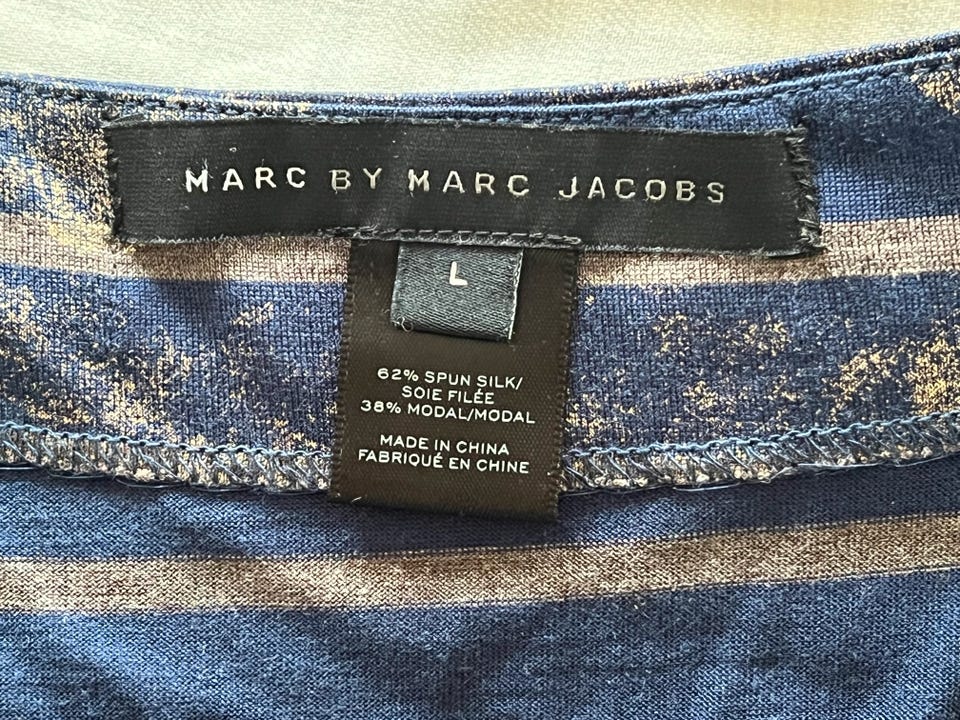 MARC BY MARC JACOBS
L
62% SPUN SILK/
SOIE FILÉE
38% MODAL/MODAL
MADE IN CHINA
FABRIQUÉ EN CHINE